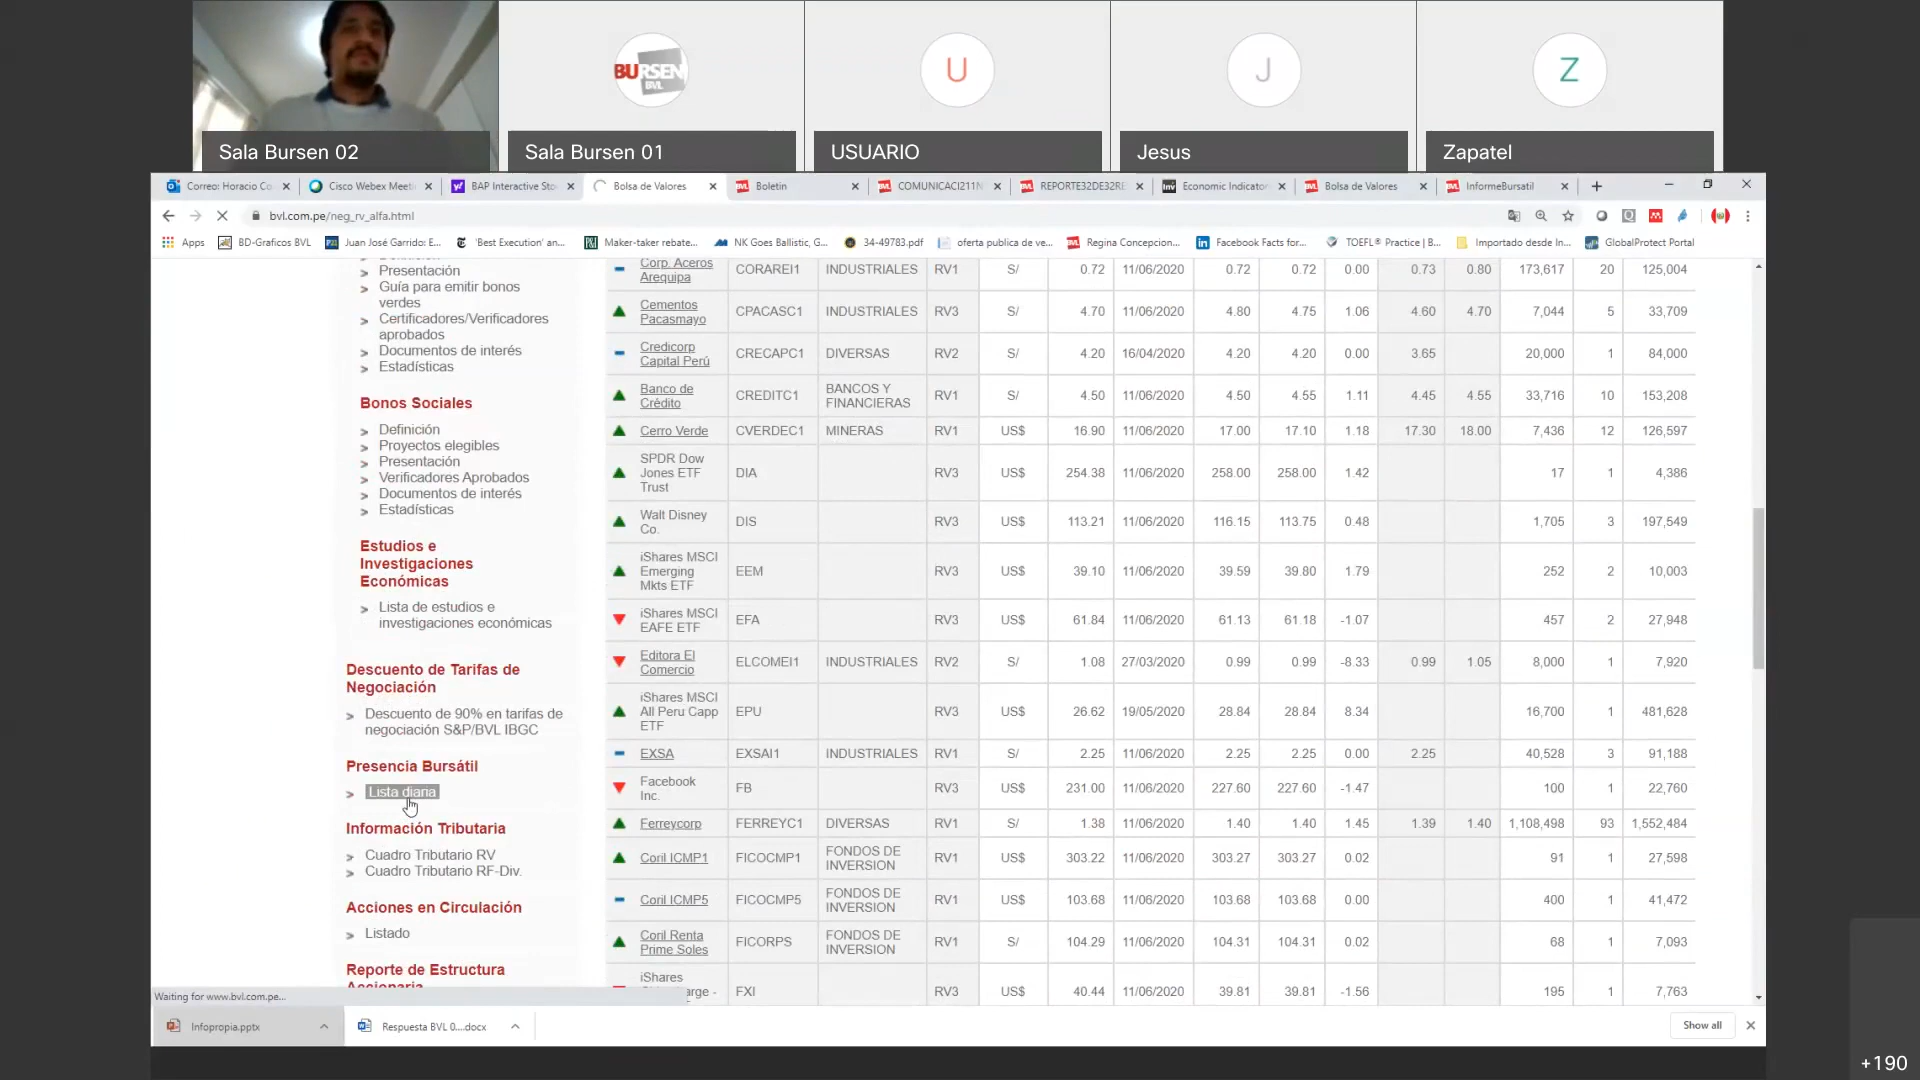 BURSEN
BVL
U
J
Z
Sala Bursen 02
Sala Bursen 01
USUARIO
Jesus
Zapatel
Correo: Horacio Co
Cisco Webex Meeti
BAP Interactive Sto
Bolsa de Valores
Boletin
COMUNICACI211N
REPORTE32DE32RE
Economic Indicator
Bolsa de Valores
InformeBursatil
bvl.com.pe/neg_rv_alfa.html
Apps
BD-Graficos BVL
Juan José Garrido: E...
'Best Execution' an...
Maker-taker rebate...
NK Goes Ballistic, G...
34-49783.pdf
oferta publica de ve...
Regina Concepcion...
Facebook Facts for...
TOEFL® Practice | B...
Importado desde In...
GlobalProtect Portal
Presentación
Guía para emitir bonos
verdes
Certificadores/Verificadores
aprobados
Documentos de interés
Estadísticas
Bonos Sociales
Definición
Proyectos elegibles
Presentación
Verificadores Aprobados
Documentos de interés
Estadísticas
Estudios e
Investigaciones
Económicas
Lista de estudios e
investigaciones económicas
Descuento de Tarifas de
Negociación
Descuento de 90% en tarifas de
negociación S&P/BVL IBGC
Presencia Bursátil
Lista diaria
Información Tributaria
Cuadro Tributario RV
Cuadro Tributario RF-Div.
Acciones en Circulación
Listado
Reporte de Estructura
Accionaria
Corp. Aceros Arequipa CORAREI1 INDUSTRIALES RV1 S/ 0.72 11/06/2020 0.72 0.72 0.00 0.73 0.80 173,617 20 125,004
Cementos Pacasmayo CPACASC1 INDUSTRIALES RV3 S/ 4.70 11/06/2020 4.80 4.75 1.06 4.60 4.70 7,044 5 33,709
Credicorp Capital Perú CRECAPC1 DIVERSAS RV2 S/ 4.20 16/04/2020 4.20 4.20 0.00 3.65 20,000 1 84,000
Banco de Crédito CREDITC1 BANCOS Y FINANCIERAS RV1 S/ 4.50 11/06/2020 4.50 4.55 1.11 4.45 4.55 33,716 10 153,208
Cerro Verde CVERDEC1 MINERAS RV1 US$ 16.90 11/06/2020 17.00 17.10 1.18 17.30 18.00 7,436 12 126,597
SPDR Dow Jones ETF Trust DIA RV3 US$ 254.38 11/06/2020 258.00 258.00 1.42 17 1 4,386
Walt Disney Co. DIS RV3 US$ 113.21 11/06/2020 116.15 113.75 0.48 1,705 3 197,549
iShares MSCI Emerging Mkts ETF EEM RV3 US$ 39.10 11/06/2020 39.59 39.80 1.79 252 2 10,003
iShares MSCI EAFE ETF EFA RV3 US$ 61.84 11/06/2020 61.13 61.18 -1.07 457 2 27,948
Editora El Comercio ELCOMEI1 INDUSTRIALES RV2 S/ 1.08 27/03/2020 0.99 0.99 -8.33 0.99 1.05 8,000 1 7,920
iShares MSCI All Peru Capp ETF EPU RV3 US$ 26.62 19/05/2020 28.84 28.84 8.34 16,700 1 481,628
EXSA EXSAI1 INDUSTRIALES RV1 S/ 2.25 11/06/2020 2.25 2.25 0.00 2.25 40,528 3 91,188
Facebook Inc. FB RV3 US$ 231.00 11/06/2020 227.60 227.60 -1.47 100 1 22,760
Ferreycorp FERREYC1 DIVERSAS RV1 S/ 1.38 11/06/2020 1.40 1.40 1.45 1.39 1.40 1,108,498 93 1,552,484
Coril ICMP1 FICOCMP1 FONDOS DE INVERSION RV1 US$ 303.22 11/06/2020 303.27 303.27 0.02 91 1 27,598
Coril ICMP5 FICOCMP5 FONDOS DE INVERSION RV1 US$ 103.68 11/06/2020 103.68 103.68 0.00 400 1 41,472
Coril Renta Prime Soles FICORPS FONDOS DE INVERSION RV1 S/ 104.29 11/06/2020 104.31 104.31 0.02 68 1 7,093
iShares FXI RV3 US$ 40.44 11/06/2020 39.81 39.81 -1.56 195 1 7,763
Waiting for www.bvl.com.pe...
Infopropia.pptx
Respuesta BVL 0....docx
Show all
+190